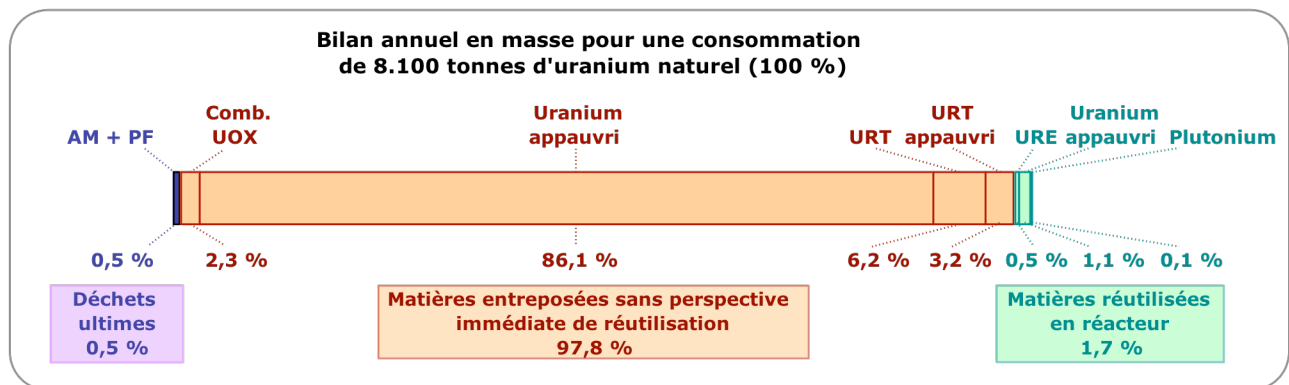 Bilan annuel en masse pour une consommation
de 8.100 tonnes d'uranium naturel (100 %)
AM + PF
Comb.
UOX
Uranium
appauvri
URT
URT
appauvri
URE
Uranium
appauvri
Plutonium
0,5 %
2,3 %
86,1 %
6,2 %
3,2 %
0,5 %
1,1 %
0,1 %
Déchets
ultimes
0,5 %
Matières entreposées sans perspective
immédiate de réutilisation
97,8 %
Matières réutilisées
en réacteur
1,7 %